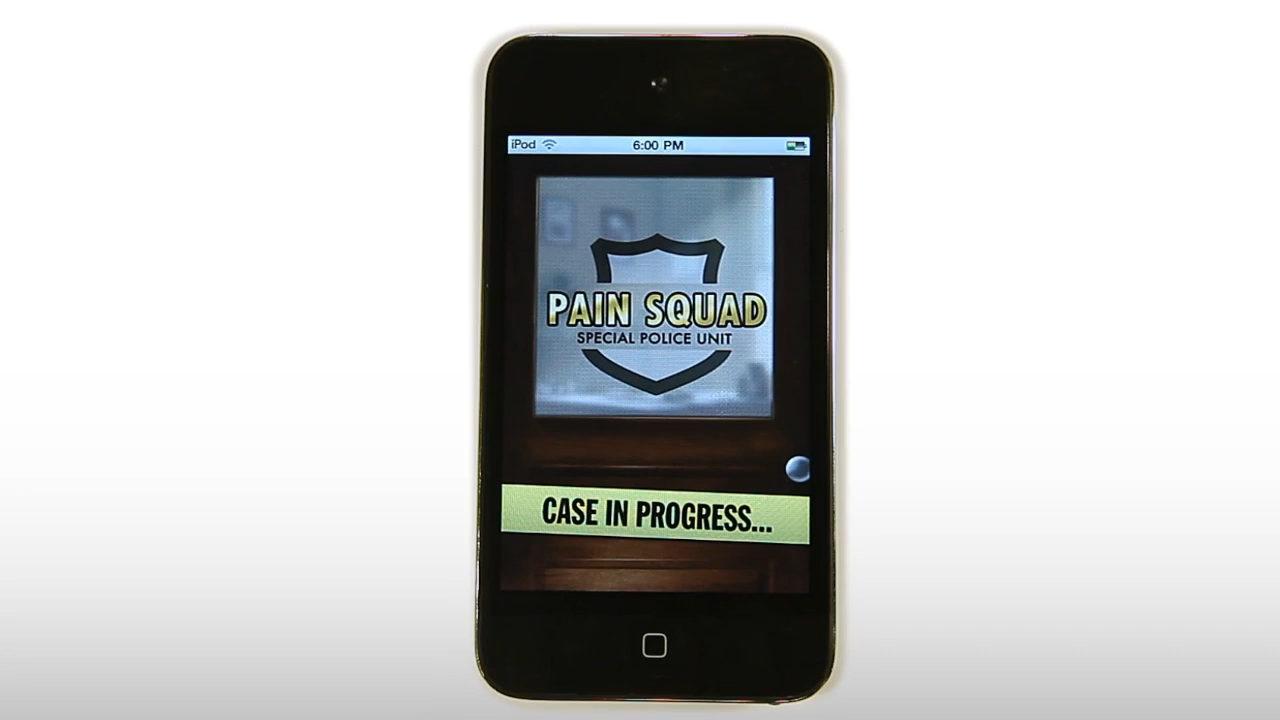 iPod 6:00 PM
PAIN SQUAD
SPECIAL POLICE UNIT
CASE IN PROGRESS...